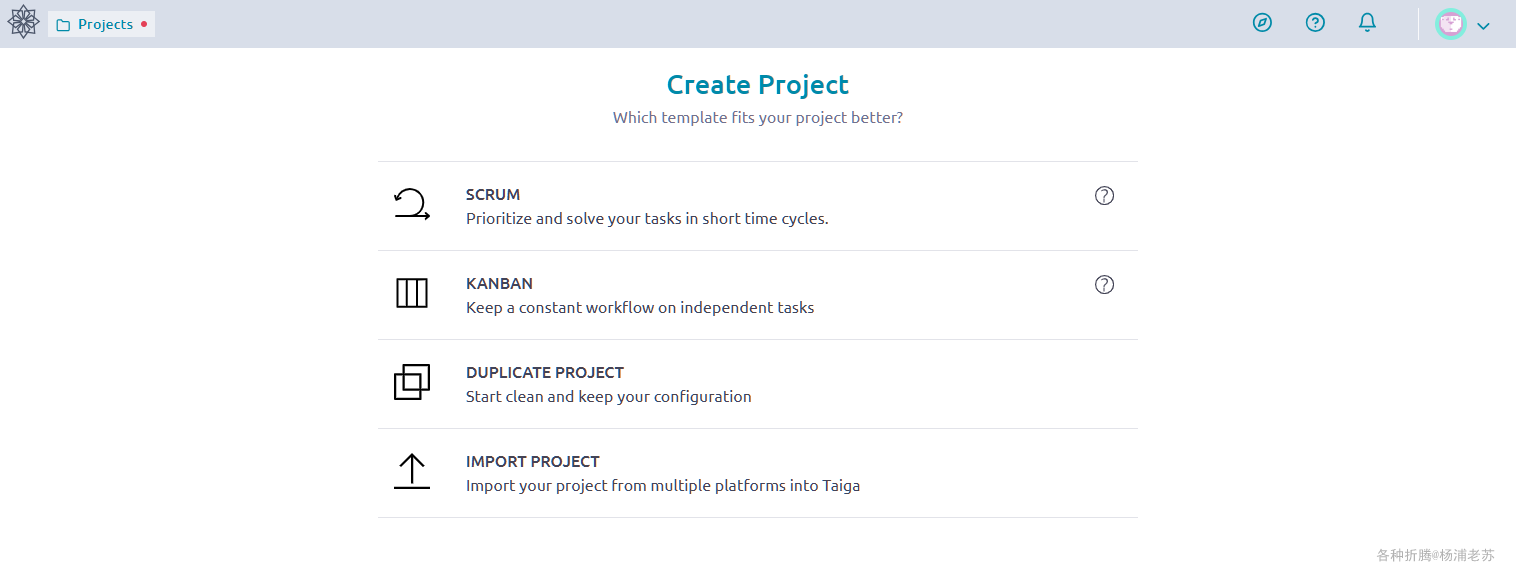 Projects
Create Project
Which template fits your project better?
SCRUM
Prioritize and solve your tasks in short time cycles.
KANBAN
Keep a constant workflow on independent tasks
DUPLICATE PROJECT
Start clean and keep your configuration
IMPORT PROJECT
Import your project from multiple platforms into Taiga
各种折腾@杨浦老苏